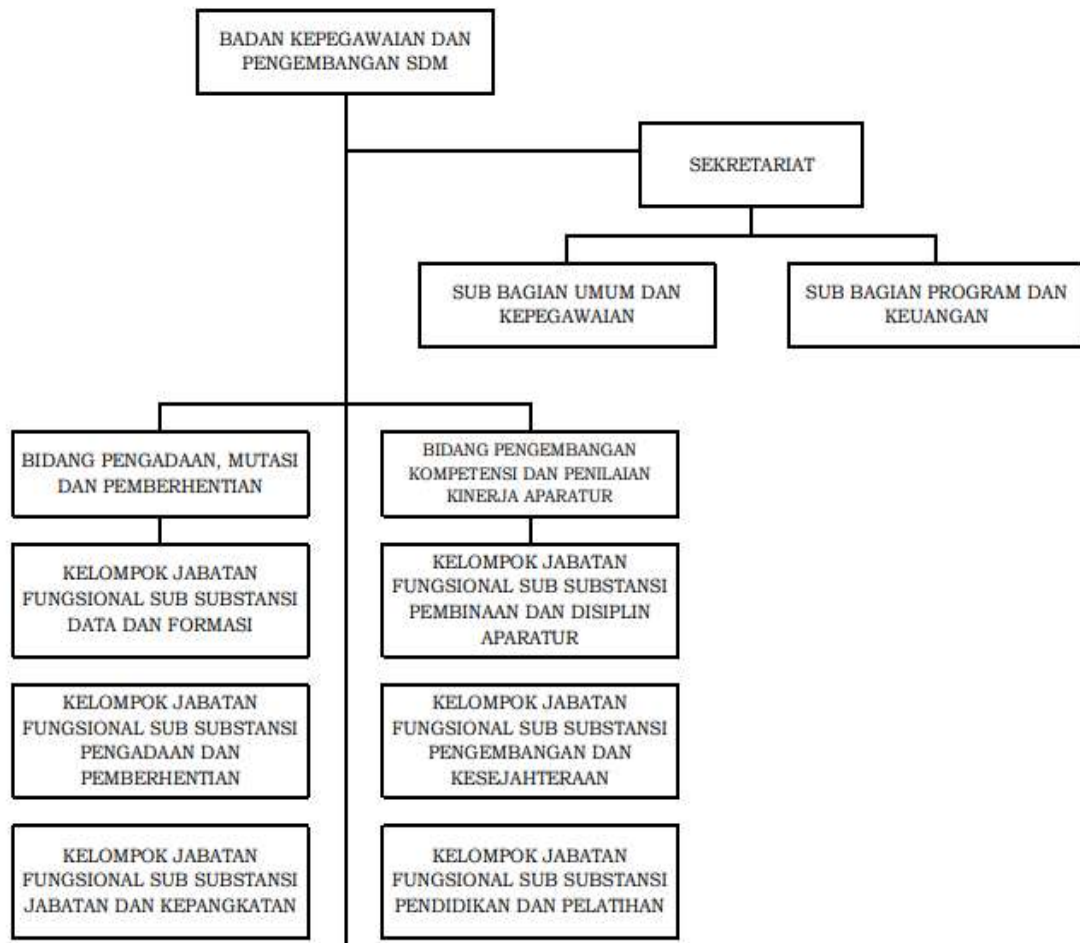 BADAN KEPEGAWAIAN DAN
PENGEMBANGAN SDM
SEKRETARIAT
SUB BAGIAN UMUM DAN
KEPEGAWAIAN
SUB BAGIAN PROGRAM DAN
KEUANGAN
BIDANG PENGADAAN, MUTASI
DAN PEMBERHENTIAN
BIDANG PENGEMBANGAN
KOMPETENSI DAN PENILAIAN
KINERJA APARATUR
KELOMPOK JABATAN
FUNGSIONAL SUB SUBSTANSI
DATA DAN FORMASI
KELOMPOK JABATAN
FUNGSIONAL SUB SUBSTANSI
PEMBINAAN DAN DISIPLIN
APARATUR
KELOMPOK JABATAN
FUNGSIONAL SUB SUBSTANSI
PENGADAAN DAN
PEMBERHENTIAN
KELOMPOK JABATAN
FUNGSIONAL SUB SUBSTANSI
PENGEMBANGAN DAN
KESEJAHTERAAN
KELOMPOK JABATAN
FUNGSIONAL SUB SUBSTANSI
JABATAN DAN KEPANGKATAN
KELOMPOK JABATAN
FUNGSIONAL SUB SUBSTANSI
PENDIDIKAN DAN PELATIHAN